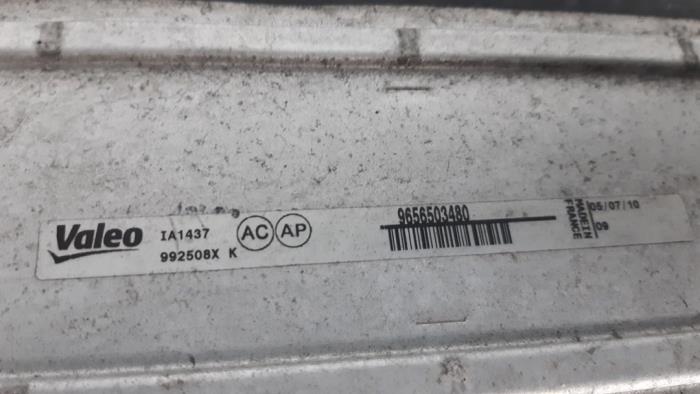 Valeo
IA1437
992508X K
AC AP
9656503480
MADE IN
FRANCE
05/07/10
09